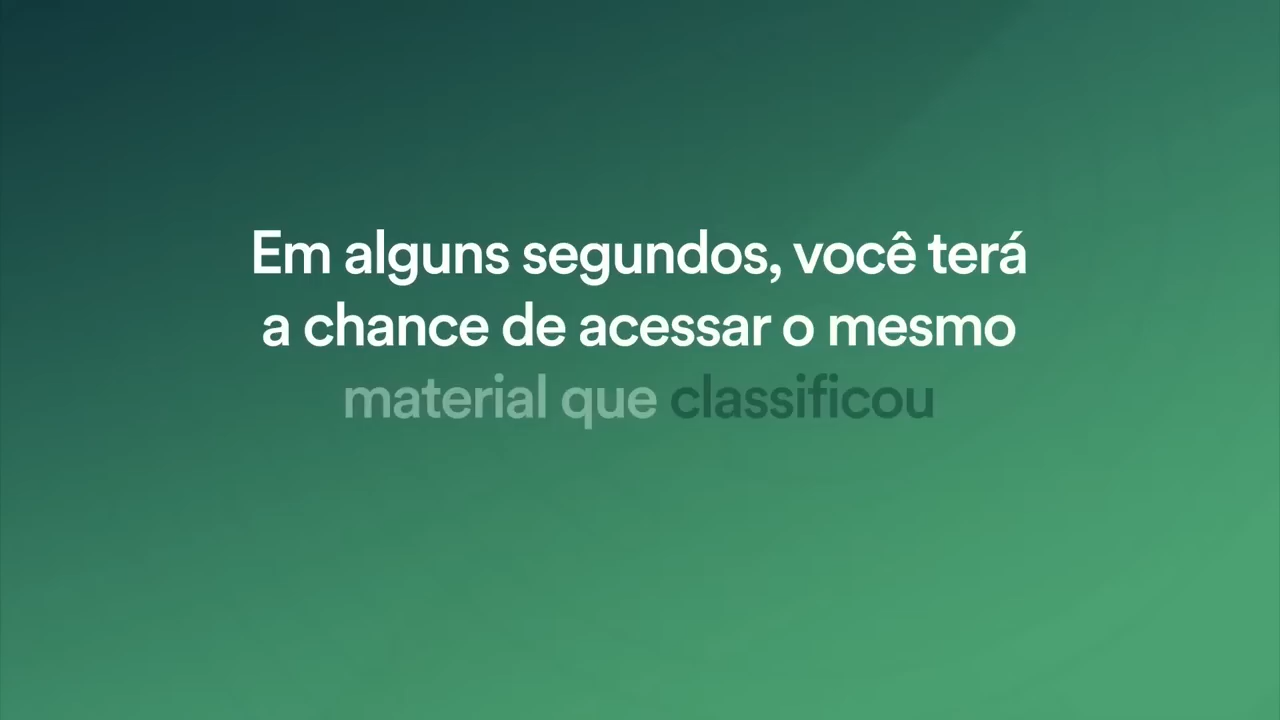 Em alguns segundos, você terá
a chance de acessar o mesmo
material que classificou